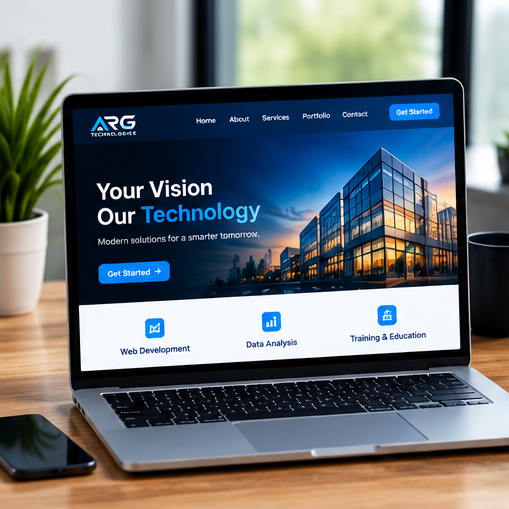 ARG
TECHNOLOGIES
Home About Services Portfolio Contact Get Started
Your Vision
Our Technology
Modern solutions for a smarter tomorrow.
Get Started →
Web Development
Data Analysis
Training & Education